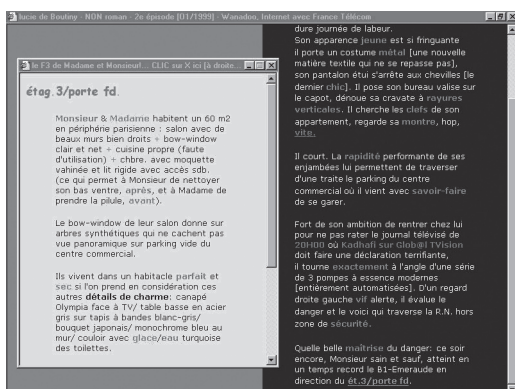 lucie de Boutiny - NON roman - 2e épisode [01/1999] - Wanadoo, Internet avec France Télécom
le F3 de Madame et Monsieur!... CLIC sur X ici [à droite...
étag.3/porte fd.
Monsieur & Madame habitent un 60 m2
en périphérie parisienne : salon avec de
beaux murs bien droits + bow-window
clair et net + cuisine propre (faute
d'utilisation) + chbre. avec moquette
vahinée et lit rigide avec accès sdb.
(ce qui permet à Monsieur de nettoyer
son bas ventre, après, et à Madame de
prendre la pilule, avant).
Le bow-window de leur salon donne sur
arbres synthétiques qui ne cachent pas
vue panoramique sur parking vide du
centre commercial.
Ils vivent dans un habitacle parfait et
sec si l'on prend en considération ces
autres détails de charme: canapé
Olympia face à TV/ table basse en acier
gris sur tapis à bandes blanc-gris/
bouquet japonais/ monochrome bleu au
mur/ couloir avec glace/eau turquoise
des toilettes.
dure journée de labeur.
Son apparence jeune est si fringuante
il porte un costume métal [une nouvelle
matière textile qui ne se repasse pas],
son pantalon étui s'arrête aux chevilles [le
dernier chic]. Il pose son bureau valise sur
le capot, dénoue sa cravate à rayures
verticales. Il cherche les clefs de son
appartement, regarde sa montre, hop,
vite.
Il court. La rapidité performante de ses
enjambées lui permettent de traverser
d'une traite le parking du centre
commercial où il vient avec savoir-faire
de se garer.
Fort de son ambition de rentrer chez lui
pour ne pas rater le journal télévisé de
20H00 où Kadhafi sur Glob@l TVision
doit faire une déclaration terrifiante,
il tourne exactement à l'angle d'une série
de 3 pompes à essence modernes
[entièrement automatisées]. D'un regard
droite gauche vif alerte, il évalue le
danger et le voici qui traverse la R.N. hors
zone de sécurité.
Quelle belle maîtrise du danger: ce soir
encore, Monsieur sain et sauf, atteint en
un temps record le B1-Emeraude en
direction du ét.3/porte fd.